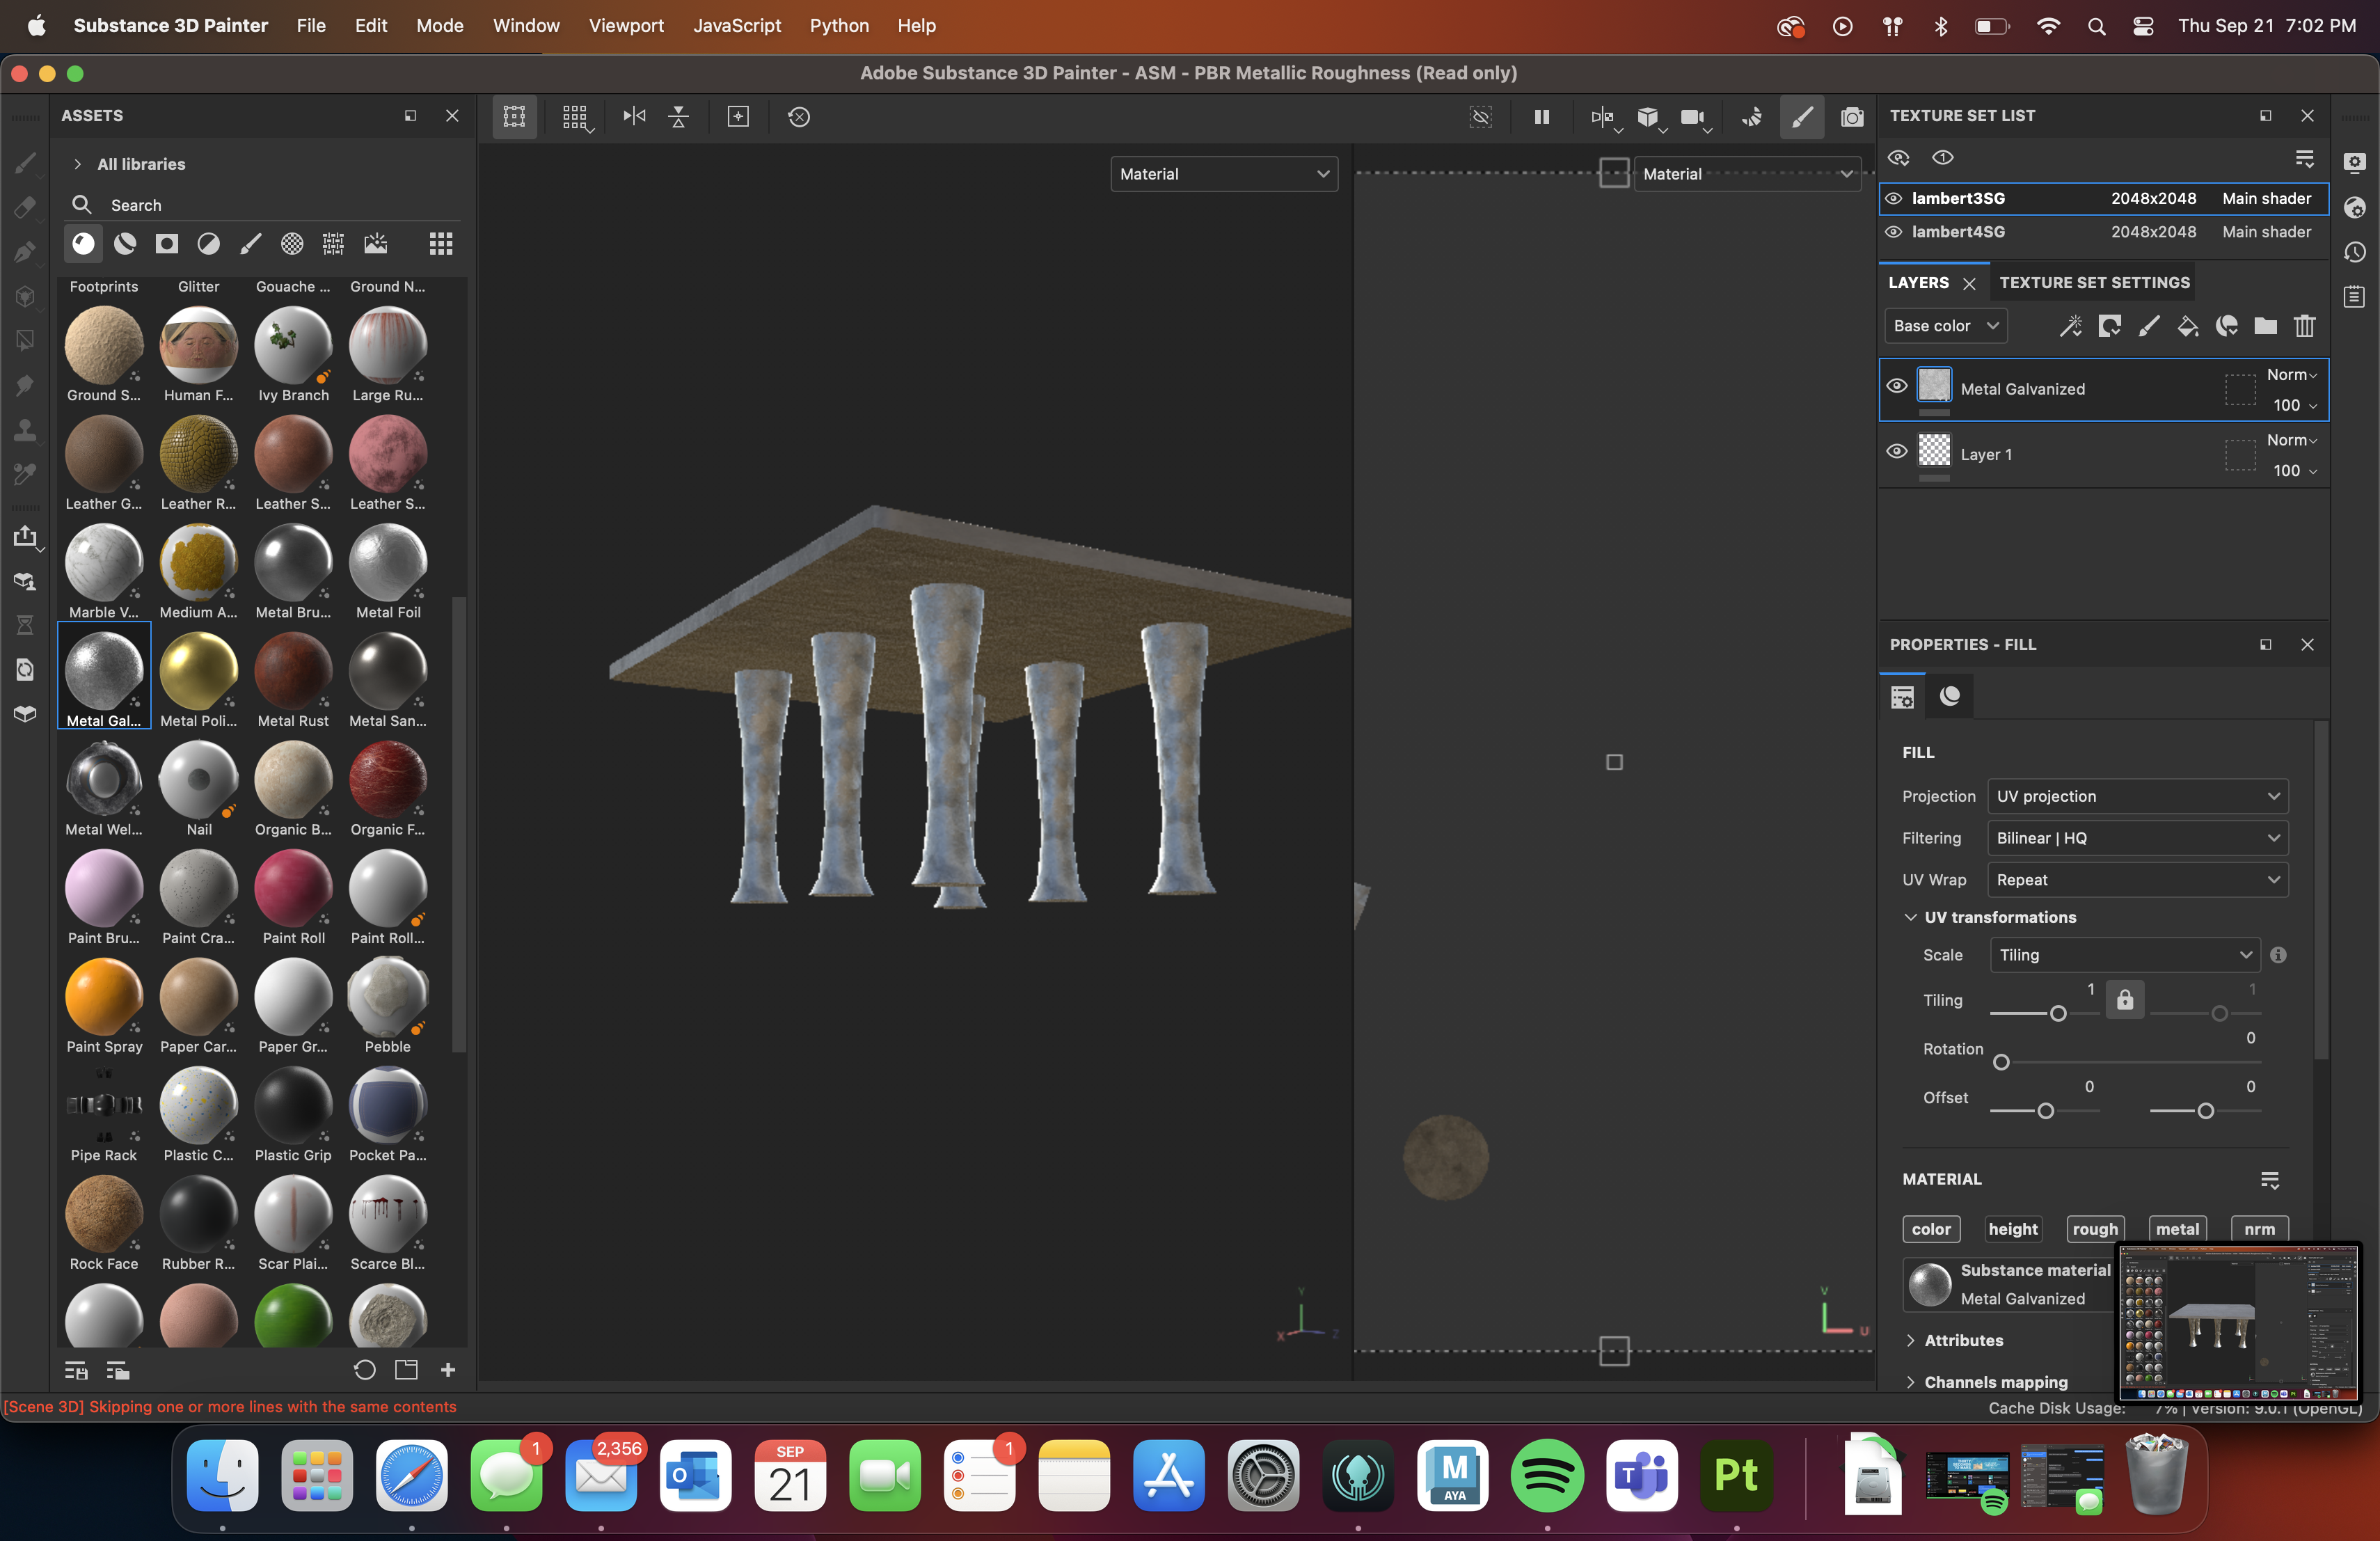 Substance 3D Painter File Edit Mode Window Viewport JavaScript Python Help Thu Sep 21 7:02 PM
Adobe Substance 3D Painter - ASM - PBR Metallic Roughness (Read only)
ASSETS
All libraries
Search
Footprints Glitter Gouache ... Ground N...
Ground S... Human F... Ivy Branch Large Ru...
Leather G... Leather R... Leather S... Leather S...
Marble V... Medium A... Metal Bru... Metal Foil
Metal Gal... Metal Poli... Metal Rust Metal San...
Metal Wel... Nail Organic B... Organic F...
Paint Bru... Paint Cra... Paint Roll Paint Roll...
Paint Spray Paper Car... Paper Gr... Pebble
Pipe Rack Plastic C... Plastic Grip Pocket Pa...
Rock Face Rubber R... Scar Plai... Scarce Bl...
Material
Material
Y
X
Z
V
U
TEXTURE SET LIST
lambert3SG 2048x2048 Main shader
lambert4SG 2048x2048 Main shader
LAYERS TEXTURE SET SETTINGS
Base color
Metal Galvanized Norm 100
Layer 1 Norm 100
PROPERTIES - FILL
FILL
Projection UV projection
Filtering Bilinear | HQ
UV Wrap Repeat
UV transformations
Scale Tiling
Tiling 1 1
Rotation 0
Offset 0 0
MATERIAL
color height rough metal nrm
Substance material
Metal Galvanized
Attributes
Channels mapping
[Scene 3D] Skipping one or more lines with the same contents
Cache Disk Usage: 7% | Version: 9.0.1 (OpenGL)
1
2,356
O
SEP
21
1
M
AYA
T
Pt